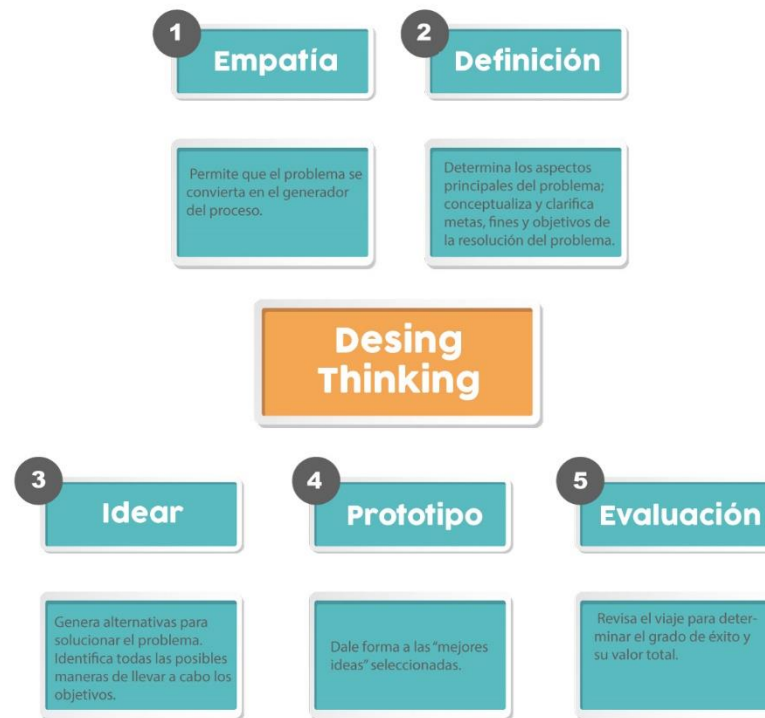 1
Empatía
Permite que el problema se
convierta en el generador
del proceso.
2
Definición
Determina los aspectos
principales del problema;
conceptualiza y clarifica
metas, fines y objetivos de
la resolución del problema.
Desing
Thinking
3
Idear
Genera alternativas para
solucionar el problema.
Identifica todas las posibles
maneras de llevar a cabo los
objetivos.
4
Prototipo
Dale forma a las "mejores
ideas" seleccionadas.
5
Evaluación
Revisa el viaje para deter-
minar el grado de éxito y
su valor total.